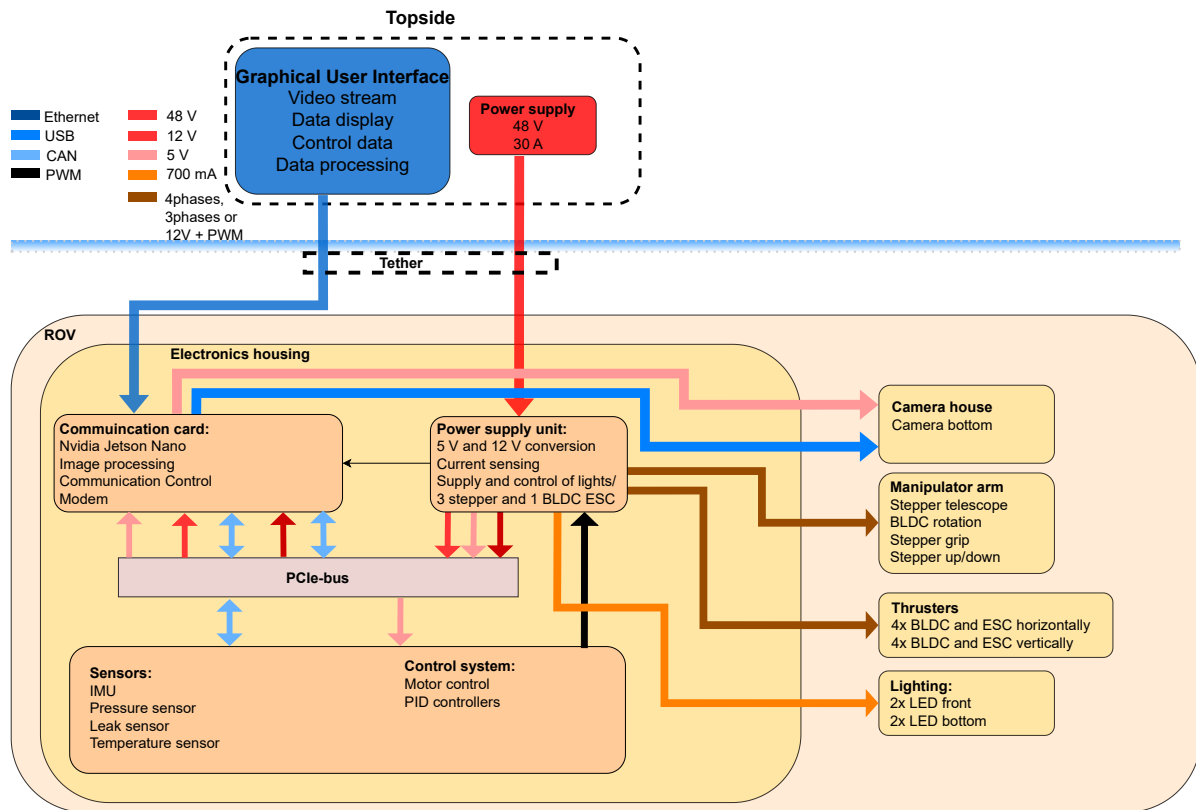 Topside
Graphical User Interface
Video stream
Data display
Control data
Data processing
Power supply
48 V
30 A
Ethernet
USB
CAN
PWM
48 V
12 V
5 V
700 mA
4phases,
3phases or
12V + PWM
Tether
ROV
Electronics housing
Commuincation card:
Nvidia Jetson Nano
Image processing
Communication Control
Modem
Power supply unit:
5 V and 12 V conversion
Current sensing
Supply and control of lights/
3 stepper and 1 BLDC ESC
Camera house
Camera bottom
Manipulator arm
Stepper telescope
BLDC rotation
Stepper grip
Stepper up/down
PCIe-bus
Thrusters
4x BLDC and ESC horizontally
4x BLDC and ESC vertically
Sensors:
IMU
Pressure sensor
Leak sensor
Temperature sensor
Control system:
Motor control
PID controllers
Lighting:
2x LED front
2x LED bottom